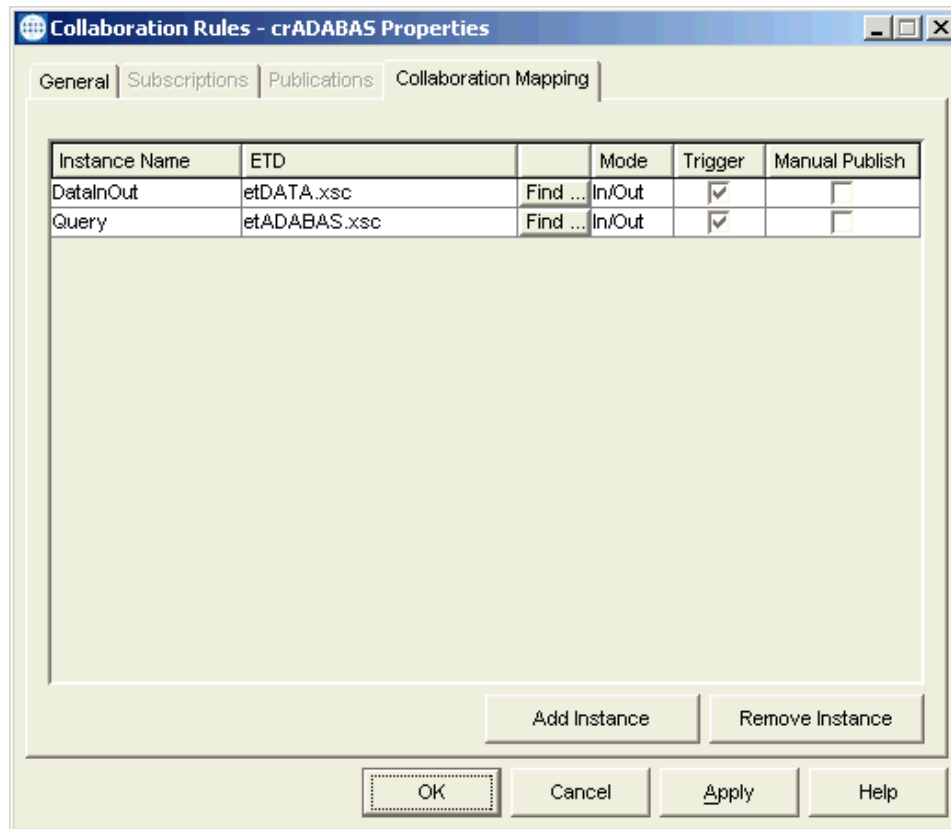 Collaboration Rules - crADABAS Properties
General Subscriptions Publications Collaboration Mapping
Instance Name ETD Mode Trigger Manual Publish
DataInOut etDATA.xsc Find ... In/Out
Query etADABAS.xsc Find ... In/Out
Add Instance Remove Instance
OK Cancel Apply Help